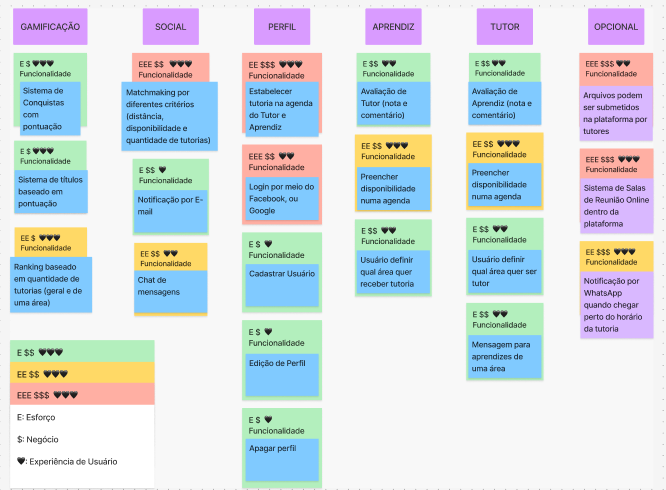 GAMIFICAÇÃO
E $ 🖤🖤🖤
Funcionalidade
Sistema de
Conquistas
com
pontuação
E $ 🖤🖤🖤
Funcionalidade
Sistema de títulos
baseado em
pontuação
EE $ 🖤🖤🖤
Funcionalidade
Ranking baseado
em quantidade de
tutorias (geral e de
uma área)
E $$ 🖤🖤🖤
EE $$ 🖤🖤🖤
EEE $$$ 🖤🖤🖤
E: Esforço
$: Negócio
🖤: Experiência de Usuário
SOCIAL
EEE $$ 🖤🖤🖤
Funcionalidade
Matchmaking por
diferentes critérios
(distância,
disponibilidade e
quantidade de tutorias)
E $$ 🖤
Funcionalidade
Notificação por E-
mail
EE $$ 🖤🖤
Funcionalidade
Chat de
mensagens
PERFIL
EEE $$$ 🖤🖤🖤
Funcionalidade
Estabelecer
tutoria na agenda
do Tutor e
Aprendiz
EEE $$ 🖤🖤
Funcionalidade
Login por meio do
Facebook, ou
Google
E $ 🖤
Funcionalidade
Cadastrar Usuário
E $ 🖤
Funcionalidade
Edição de Perfil
E $ 🖤
Funcionalidade
Apagar perfil
APRENDIZ
E $$ 🖤🖤
Funcionalidade
Avaliação de
Tutor (nota e
comentário)
EE $$ 🖤🖤🖤
Funcionalidade
Preencher
disponibilidade
numa agenda
E $$ 🖤🖤
Funcionalidade
Usuário definir
qual área quer
receber tutoria
TUTOR
E $$ 🖤🖤
Funcionalidade
Avaliação de
Aprendiz (nota e
comentário)
EE $$ 🖤🖤🖤
Funcionalidade
Preencher
disponibilidade
numa agenda
E $$ 🖤🖤
Funcionalidade
Usuário definir
qual área quer ser
tutor
E $$ 🖤🖤
Funcionalidade
Mensagem para
aprendizes de
uma área
OPCIONAL
EEE $$$ 🖤🖤
Funcionalidade
Arquivos podem
ser submetidos
na plataforma por
tutores
EEE $$$ 🖤🖤🖤
Funcionalidade
Sistema de Salas
de Reunião Online
dentro da
plataforma
EE $$$ 🖤🖤🖤
Funcionalidade
Notificação por
WhatsApp
quando chegar
perto do horário
da tutoria